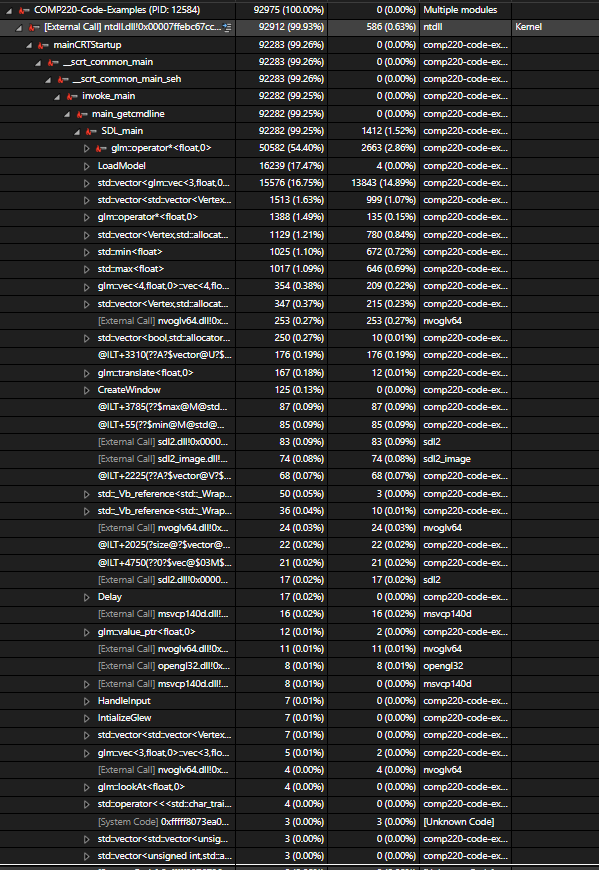 COMP220-Code-Examples (PID: 12584) 92975 (100.00%) 0 (0.00%) Multiple modules
[External Call] ntdll.dll!0x00007ffebc67cc... 92912 (99.93%) 586 (0.63%) ntdll Kernel
mainCRTStartup 92283 (99.26%) 0 (0.00%) comp220-code-ex...
__scrt_common_main 92283 (99.26%) 0 (0.00%) comp220-code-ex...
__scrt_common_main_seh 92283 (99.26%) 0 (0.00%) comp220-code-ex...
invoke_main 92282 (99.25%) 0 (0.00%) comp220-code-ex...
main_getcmdline 92282 (99.25%) 0 (0.00%) comp220-code-ex...
SDL_main 92282 (99.25%) 1412 (1.52%) comp220-code-ex...
glm::operator*<float,0> 50582 (54.40%) 2663 (2.86%) comp220-code-ex...
LoadModel 16239 (17.47%) 4 (0.00%) comp220-code-ex...
std::vector<glm::vec<3,float,0... 15576 (16.75%) 13843 (14.89%) comp220-code-ex...
std::vector<std::vector<Vertex... 1513 (1.63%) 999 (1.07%) comp220-code-ex...
glm::operator*<float,0> 1388 (1.49%) 135 (0.15%) comp220-code-ex...
std::vector<Vertex,std::allocat... 1129 (1.21%) 780 (0.84%) comp220-code-ex...
std::min<float> 1025 (1.10%) 672 (0.72%) comp220-code-ex...
std::max<float> 1017 (1.09%) 646 (0.69%) comp220-code-ex...
glm::vec<4,float,0>::vec<4,flo... 354 (0.38%) 209 (0.22%) comp220-code-ex...
std::vector<Vertex,std::allocat... 347 (0.37%) 215 (0.23%) comp220-code-ex...
[External Call] nvoglv64.dll!0x... 253 (0.27%) 253 (0.27%) nvoglv64
std::vector<bool,std::allocator... 250 (0.27%) 10 (0.01%) comp220-code-ex...
@ILT+3310(??A?$vector@U?$... 176 (0.19%) 176 (0.19%) comp220-code-ex...
glm::translate<float,0> 167 (0.18%) 12 (0.01%) comp220-code-ex...
CreateWindow 125 (0.13%) 0 (0.00%) comp220-code-ex...
@ILT+3785(??$max@M@std... 87 (0.09%) 87 (0.09%) comp220-code-ex...
@ILT+55(??$min@M@std@... 85 (0.09%) 85 (0.09%) comp220-code-ex...
[External Call] sdl2.dll!0x0000... 83 (0.09%) 83 (0.09%) sdl2
[External Call] sdl2_image.dll!... 74 (0.08%) 74 (0.08%) sdl2_image
@ILT+2225(??A?$vector@V?$... 68 (0.07%) 68 (0.07%) comp220-code-ex...
std::_Vb_reference<std::_Wrap... 50 (0.05%) 3 (0.00%) comp220-code-ex...
std::_Vb_reference<std::_Wrap... 36 (0.04%) 10 (0.01%) comp220-code-ex...
[External Call] nvoglv64.dll!0x... 24 (0.03%) 24 (0.03%) nvoglv64
@ILT+2025(?size@?$vector@... 22 (0.02%) 22 (0.02%) comp220-code-ex...
@ILT+4750(??0?$vec@$03M$... 21 (0.02%) 21 (0.02%) comp220-code-ex...
[External Call] sdl2.dll!0x0000... 17 (0.02%) 17 (0.02%) sdl2
Delay 17 (0.02%) 0 (0.00%) comp220-code-ex...
[External Call] msvcp140d.dll!... 16 (0.02%) 16 (0.02%) msvcp140d
glm::value_ptr<float,0> 12 (0.01%) 2 (0.00%) comp220-code-ex...
[External Call] nvoglv64.dll!0x... 11 (0.01%) 11 (0.01%) nvoglv64
[External Call] opengl32.dll!0x... 8 (0.01%) 8 (0.01%) opengl32
[External Call] msvcp140d.dll!... 8 (0.01%) 0 (0.00%) msvcp140d
HandleInput 7 (0.01%) 0 (0.00%) comp220-code-ex...
IntializeGlew 7 (0.01%) 0 (0.00%) comp220-code-ex...
std::vector<std::vector<Vertex... 7 (0.01%) 0 (0.00%) comp220-code-ex...
glm::vec<3,float,0>::vec<3,flo... 5 (0.01%) 2 (0.00%) comp220-code-ex...
[External Call] nvoglv64.dll!0x... 4 (0.00%) 4 (0.00%) nvoglv64
glm::lookAt<float,0> 4 (0.00%) 0 (0.00%) comp220-code-ex...
std::operator<<<std::char_trai... 4 (0.00%) 0 (0.00%) comp220-code-ex...
[System Code] 0xfffff8073ea0... 3 (0.00%) 3 (0.00%) [Unknown Code]
std::vector<std::vector<unsig... 3 (0.00%) 0 (0.00%) comp220-code-ex...
std::vector<unsigned int,std::a... 3 (0.00%) 0 (0.00%) comp220-code-ex...